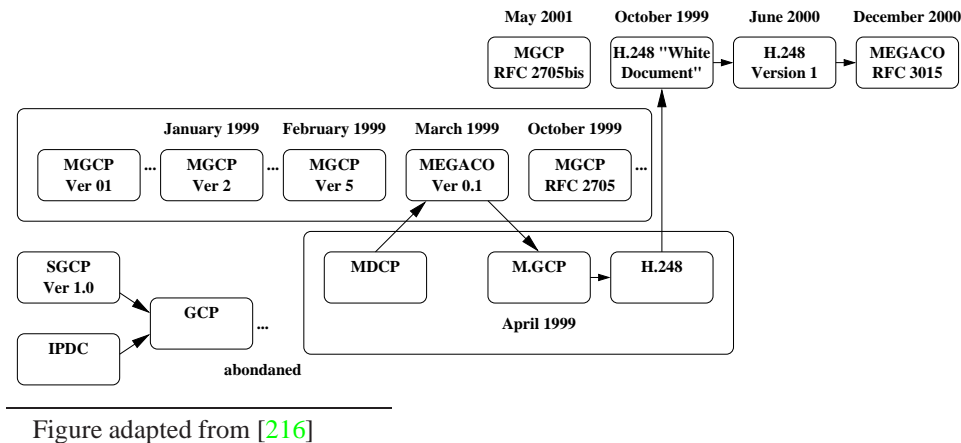 May 2001 October 1999 June 2000 December 2000
MGCP
RFC 2705bis
H.248 "White
Document"
H.248
Version 1
MEGACO
RFC 3015
January 1999 February 1999 March 1999 October 1999
MGCP
Ver 01
...
MGCP
Ver 2
...
MGCP
Ver 5
MEGACO
Ver 0.1
MGCP
RFC 2705
...
MDCP
M.GCP
H.248
April 1999
SGCP
Ver 1.0
GCP
...
IPDC
abondaned
Figure adapted from [216]